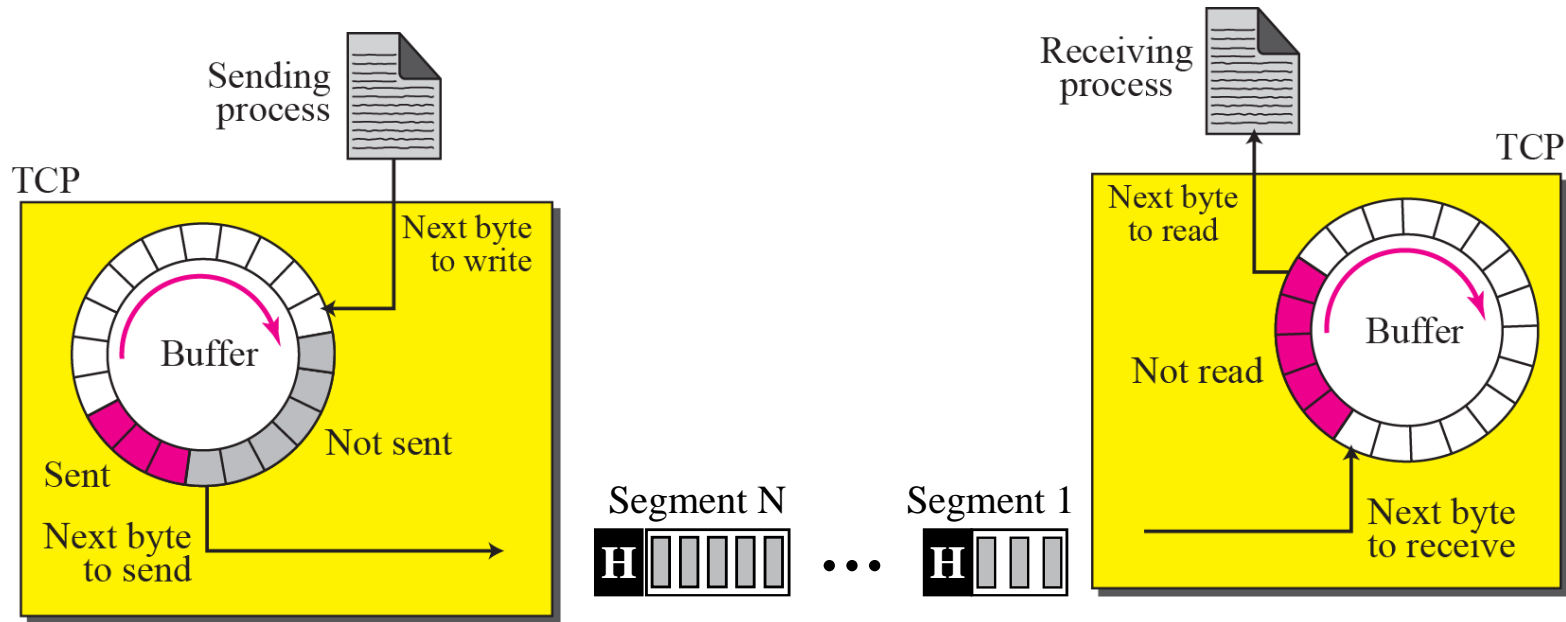 Sending
process
TCP
Next byte
to write
Buffer
Not sent
Sent
Next byte
to send
Segment N
H
...
Segment 1
H
Receiving
process
TCP
Next byte
to read
Buffer
Not read
Next byte
to receive